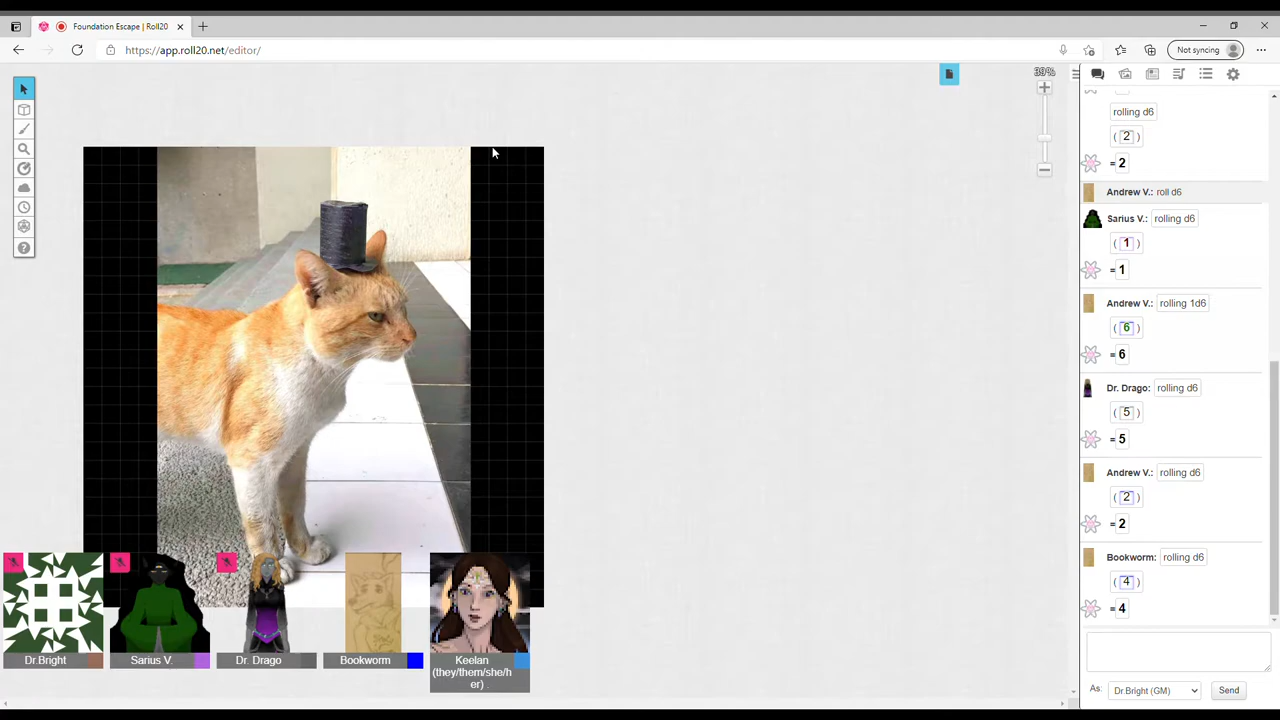 Foundation Escape | Roll20
https://app.roll20.net/editor/
Not syncing
89%
rolling d6
(2)
=2
Andrew V.: roll d6
Sarius V.: rolling d6
(1)
=1
Andrew V.: rolling 1d6
(6)
=6
Dr. Drago: rolling d6
(5)
=5
Andrew V.: rolling d6
(2)
=2
Bookworm: rolling d6
(4)
=4
Dr.Bright
Sarius V.
Dr. Drago
Bookworm
Keelan
(they/them/she/h
er) .
As:
Dr.Bright (GM)
Send